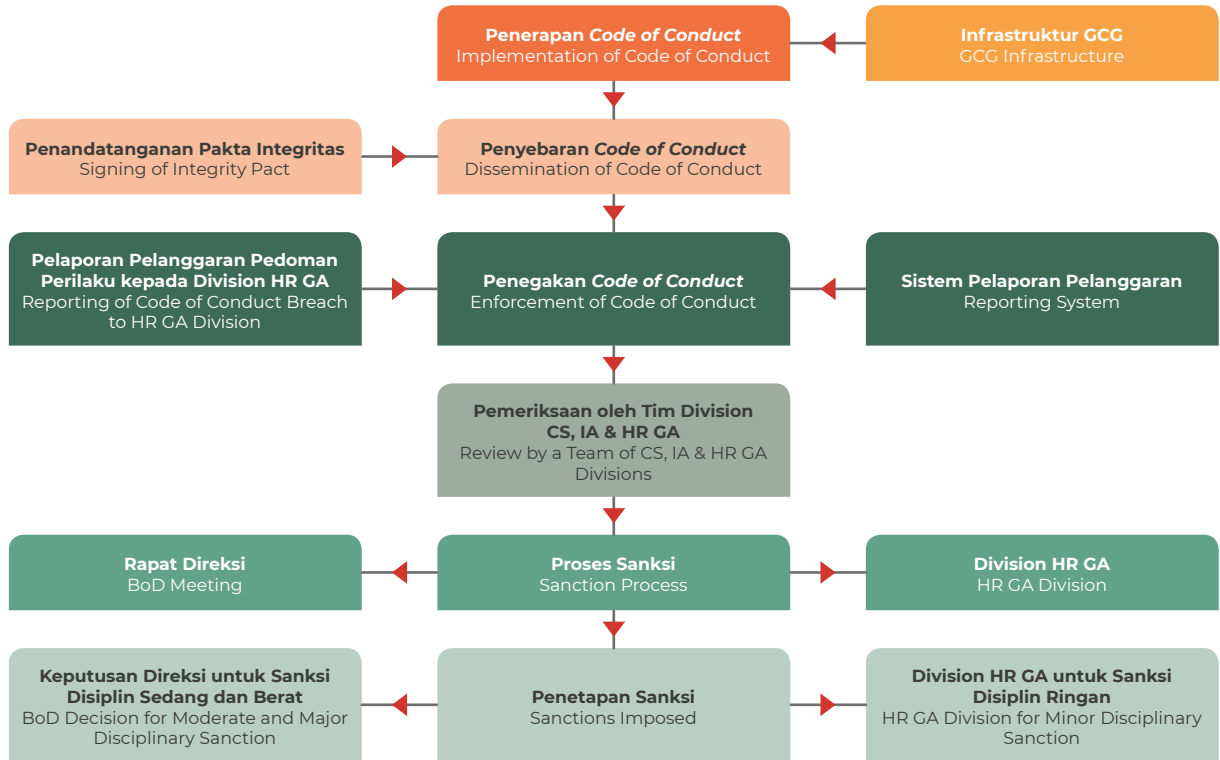 Penerapan Code of Conduct
Implementation of Code of Conduct
Infrastruktur GCG
GCG Infrastructure
Penandatanganan Pakta Integritas
Signing of Integrity Pact
Penyebaran Code of Conduct
Dissemination of Code of Conduct
Pelaporan Pelanggaran Pedoman
Perilaku kepada Division HR GA
Reporting of Code of Conduct Breach
to HR GA Division
Penegakan Code of Conduct
Enforcement of Code of Conduct
Sistem Pelaporan Pelanggaran
Reporting System
Pemeriksaan oleh Tim Division
CS, IA & HR GA
Review by a Team of CS, IA & HR GA
Divisions
Rapat Direksi
BoD Meeting
Proses Sanksi
Sanction Process
Division HR GA
HR GA Division
Keputusan Direksi untuk Sanksi
Disiplin Sedang dan Berat
BoD Decision for Moderate and Major
Disciplinary Sanction
Penetapan Sanksi
Sanctions Imposed
Division HR GA untuk Sanksi
Disiplin Ringan
HR GA Division for Minor Disciplinary
Sanction